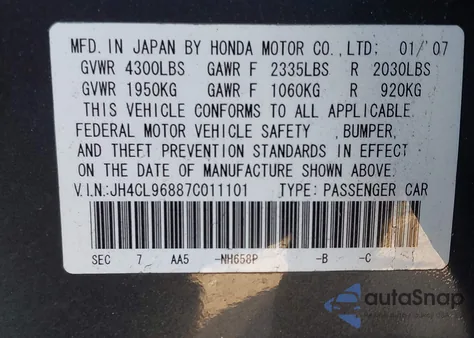 MFD. IN JAPAN BY HONDA MOTOR CO., LTD: 01/'07
GVWR 4300LBS GAWR F 2335LBS R 2030LBS
GVWR 1950KG GAWR F 1060KG R 920KG
THIS VEHICLE CONFORMS TO ALL APPLICABLE
FEDERAL MOTOR VEHICLE SAFETY , BUMPER,
AND THEFT PREVENTION STANDARDS IN EFFECT
ON THE DATE OF MANUFACTURE SHOWN ABOVE.
V.I.N:JH4CL96887C011101 TYPE: PASSENGER CAR
SEC 7 AA5 -NH658P -B -C
autoSnap